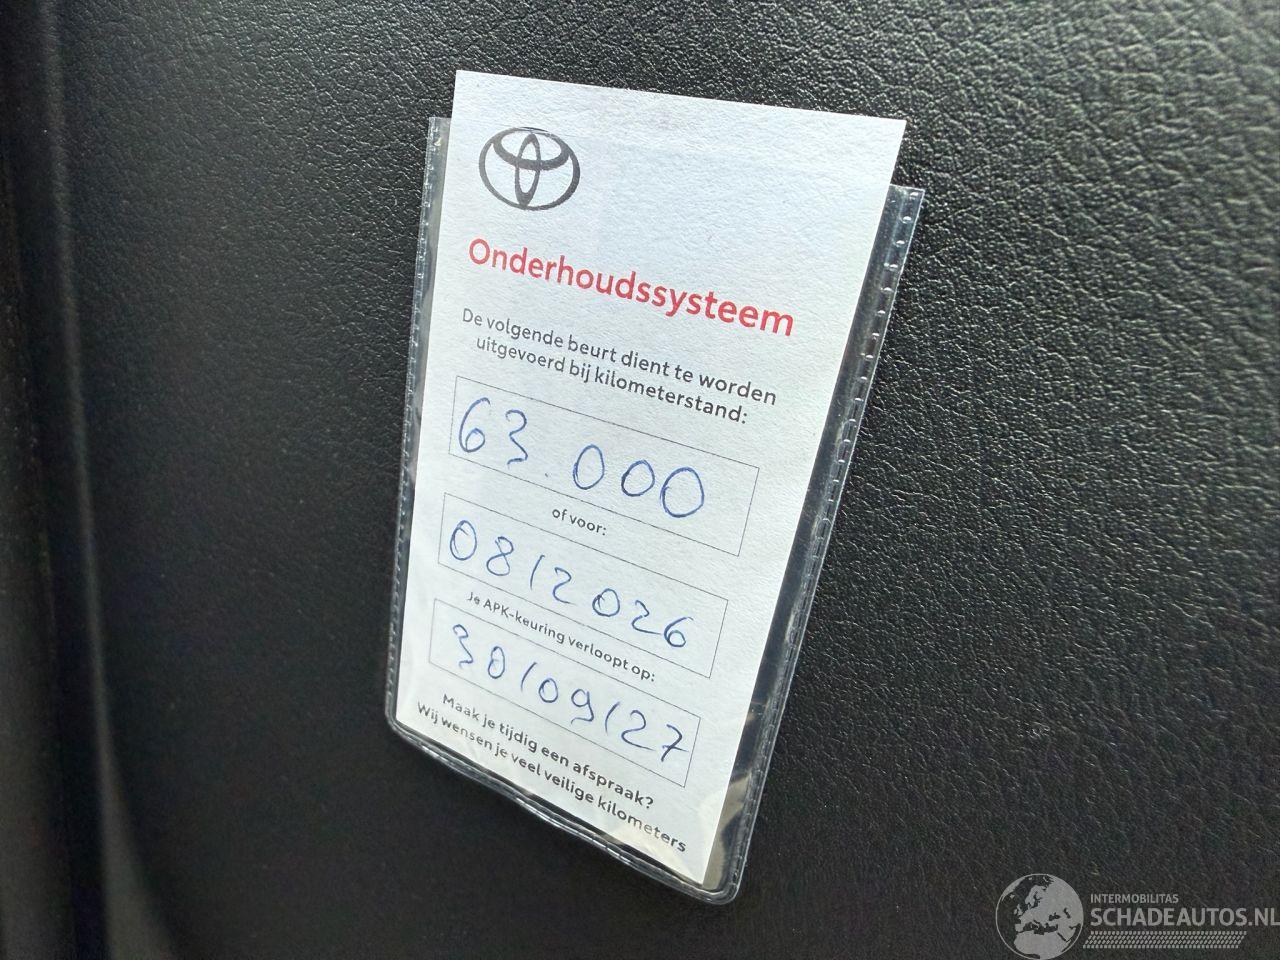 Onderhoudssysteem
De volgende beurt dient te worden
uitgevoerd bij kilometerstand:
63.000
of voor:
08/2026
Je APK-keuring verloopt op:
30/09/27
Maak je tijdig een afspraak?
Wij wensen je veel veilige kilometers
INTERMOBILITAS
SCHADEAUTOS.NL